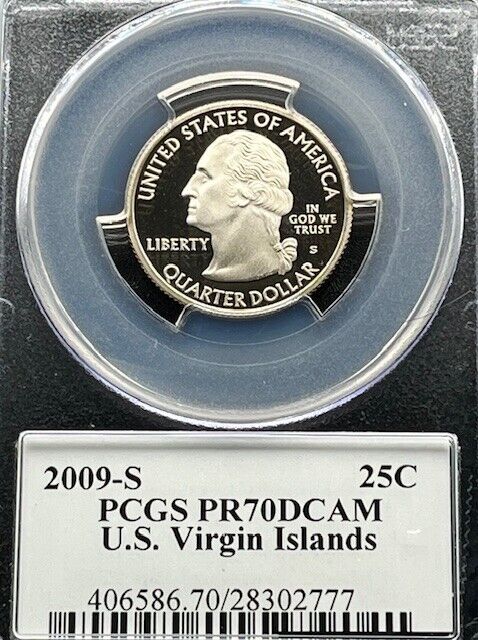 UNITED STATES OF AMERICA
IN
GOD WE
TRUST
LIBERTY
S
QUARTER DOLLAR
2009-S 25C
PCGS PR70DCAM
U.S. Virgin Islands
406586.70/28302777